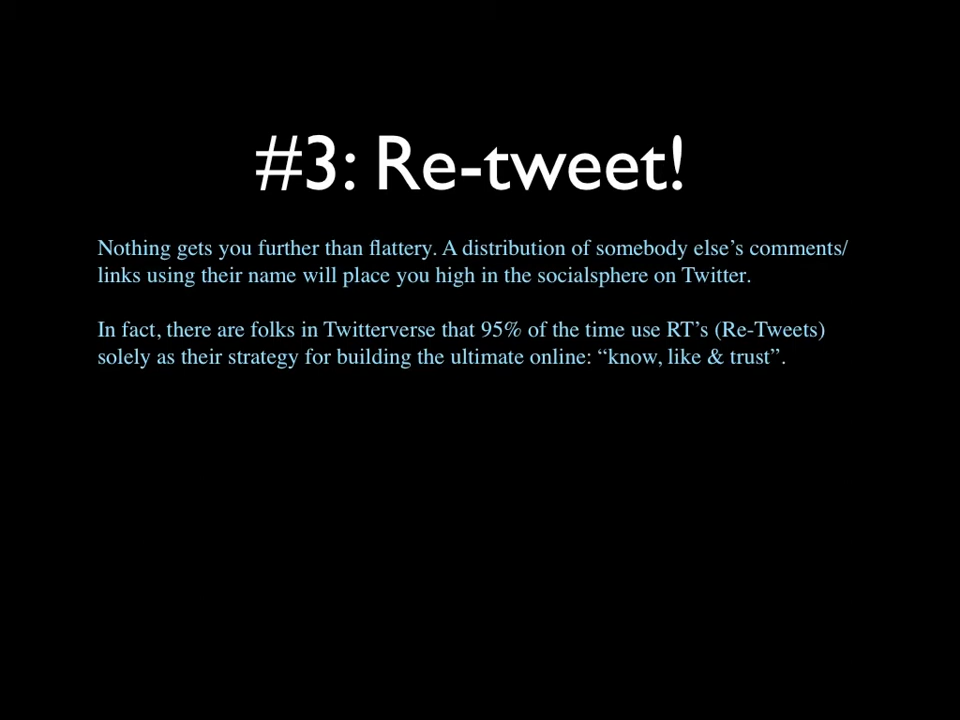 #3: Re-tweet!
Nothing gets you further than flattery. A distribution of somebody else’s comments/
links using their name will place you high in the socialsphere on Twitter.
In fact, there are folks in Twitterverse that 95% of the time use RT’s (Re-Tweets)
solely as their strategy for building the ultimate online: “know, like & trust”.